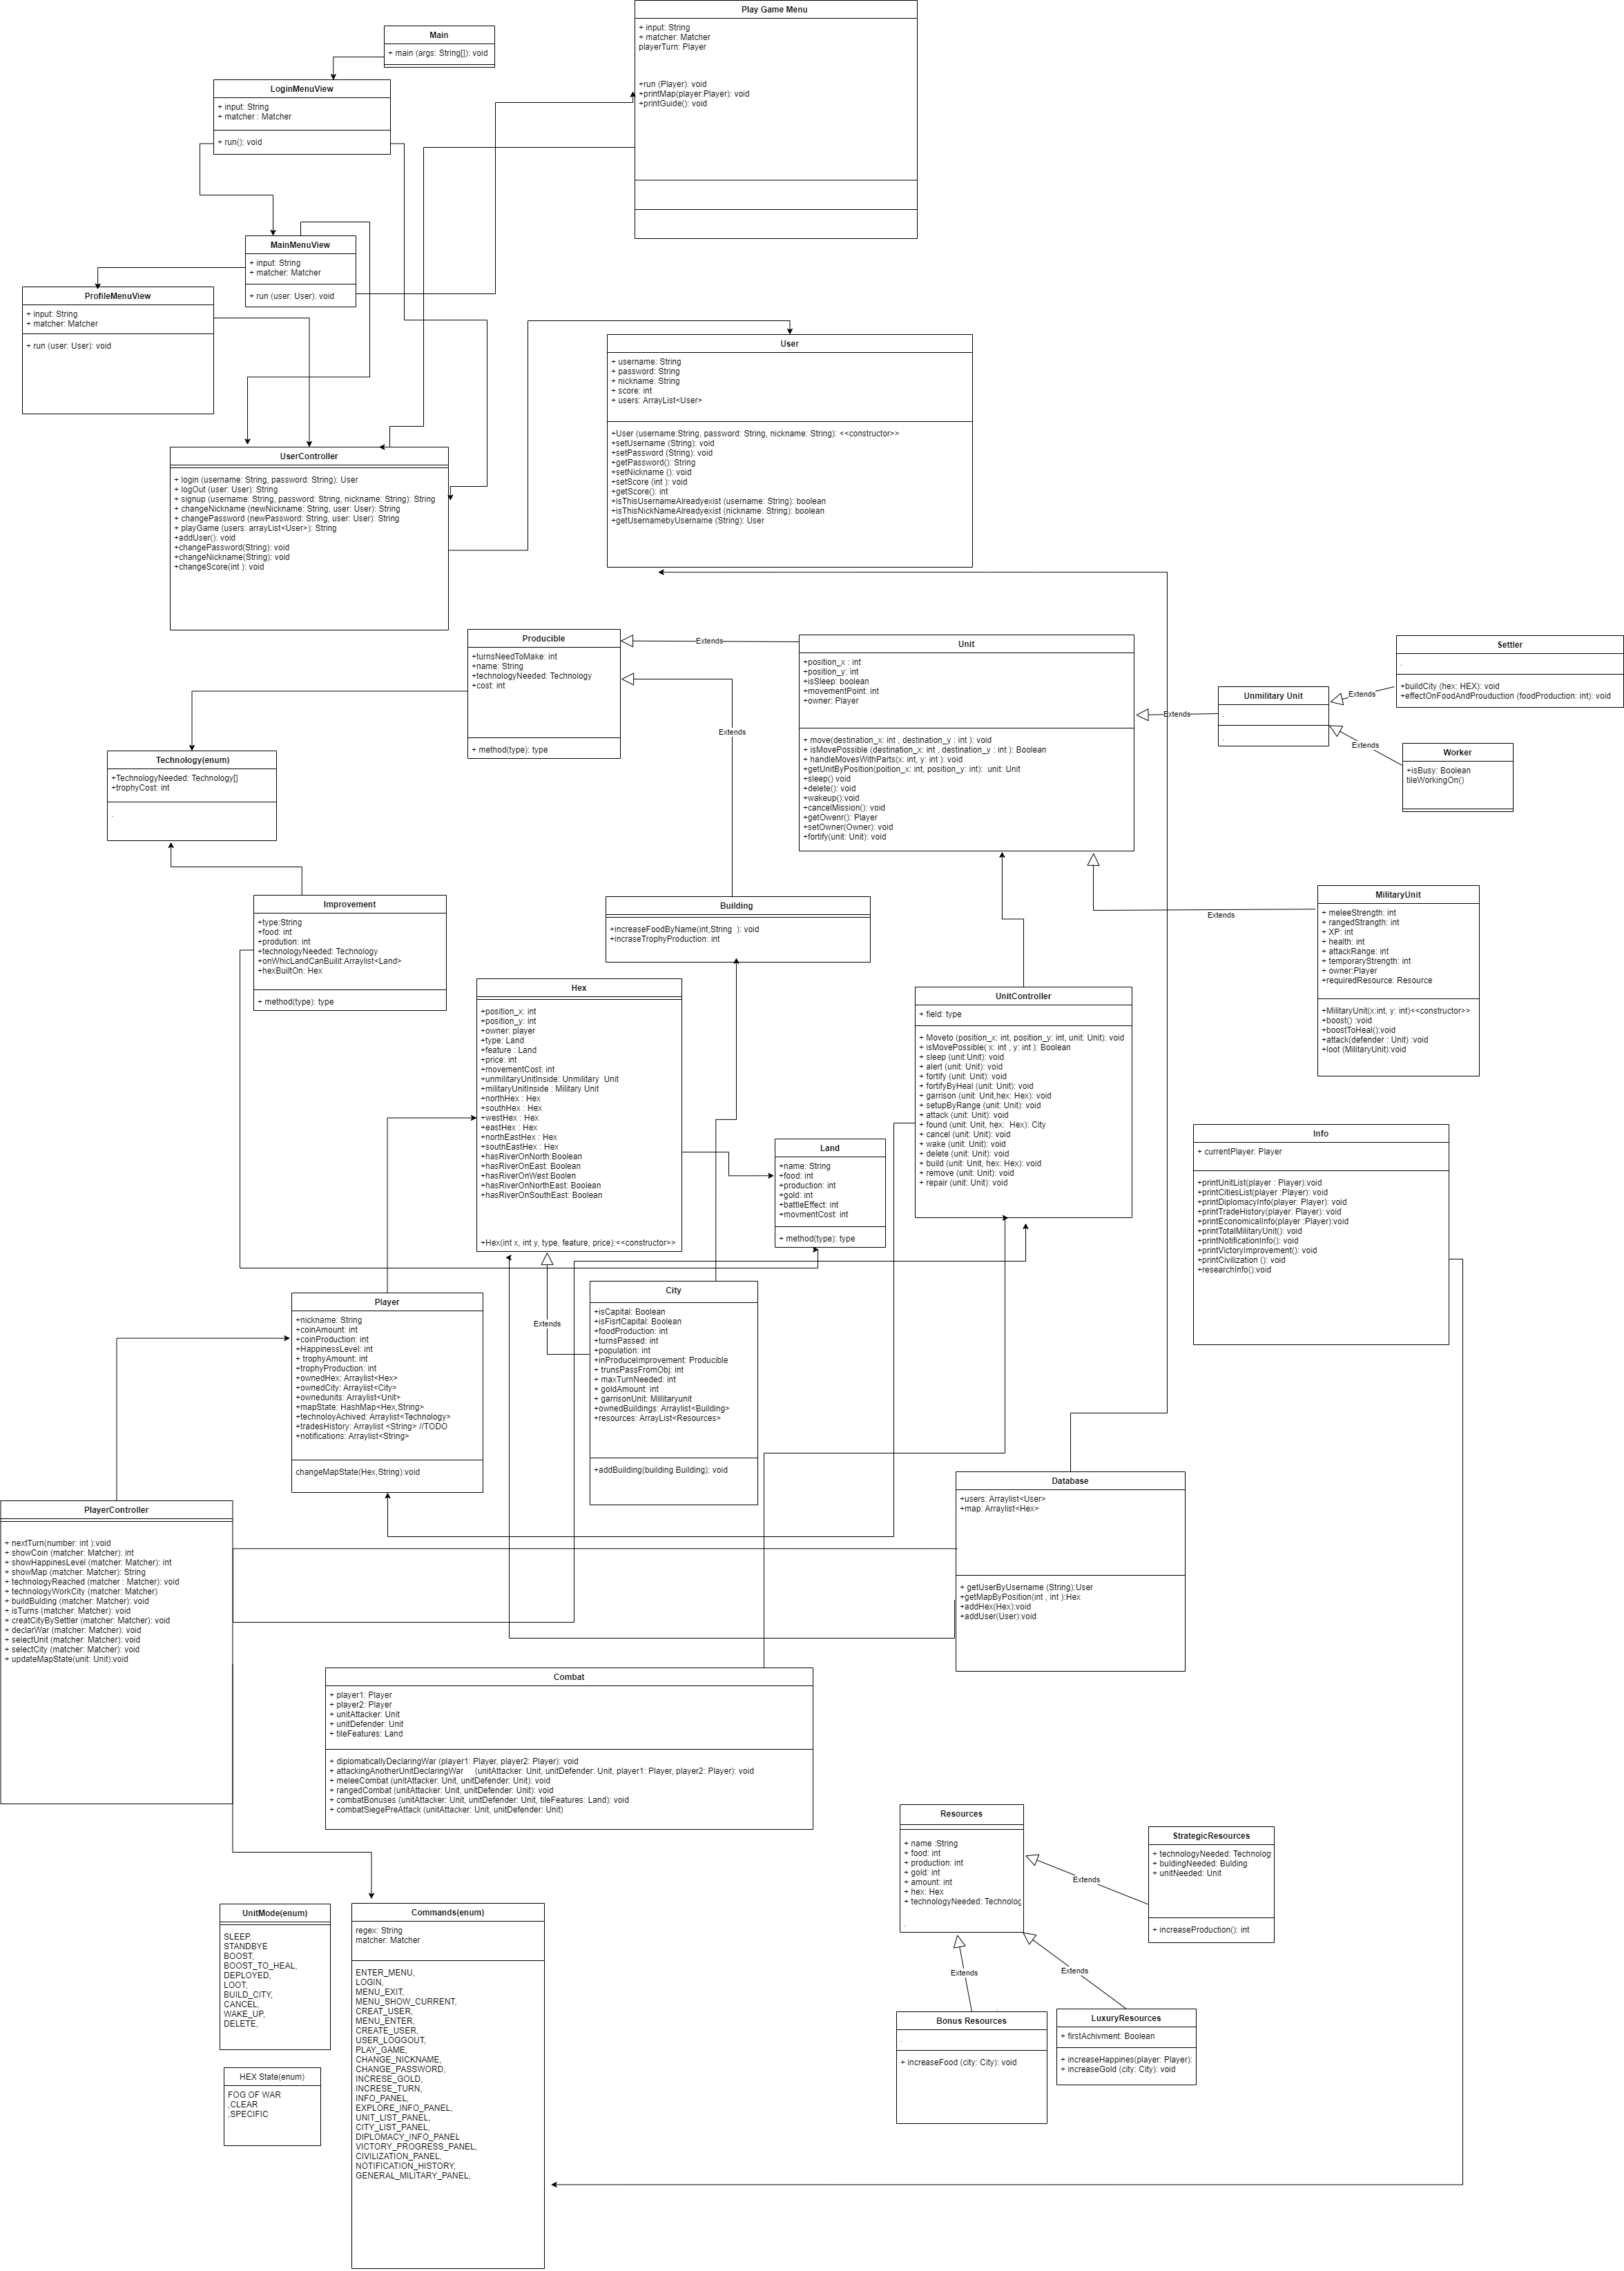 Play Game Menu
+ input: String
+ matcher: Matcher
playerTurn: Player
+run (Player): void
+printMap(player:Player): void
+printGuide(): void
Main
+ main (args: String[]): void
LoginMenuView
+ input: String
+ matcher : Matcher
+ run(): void
MainMenuView
+ input: String
+ matcher: Matcher
+ run (user: User): void
ProfileMenuView
+ input: String
+ matcher: Matcher
+ run (user: User): void
User
+ username: String
+ password: String
+ nickname: String
+ score: int
+ users: ArrayList<User>
+User (username:String, password: String, nickname: String): <<constructor>>
+setUsername (String): void
+setPassword (String): void
+getPassword(): String
+setNickname (): void
+setScore (int ): void
+getScore(): int
+isThisUsernameAlreadyexist (username: String): boolean
+isThisNickNameAlreadyexist (nickname: String): boolean
+getUsernamebyUsername (String): User
UserController
+ login (username: String, password: String): User
+ logOut (user: User): String
+ signup (username: String, password: String, nickname: String): String
+ changeNickname (newNickname: String, user: User): String
+ changePassword (newPassword: String, user: User): String
+ playGame (users: arrayList<User>): String
+addUser(): void
+changePassword(String): void
+changeNickname(String): void
+changeScore(int ): void
Producible
+turnsNeedToMake: int
+name: String
+technologyNeeded: Technology
+cost: int
+ method(type): type
Extends
Extends
Unit
+position_x : int
+position_y: int
+isSleep: boolean
+movementPoint: int
+owner: Player
+ move(destination_x: int , destination_y : int ): void
+ isMovePossible (destination_x: int , destination_y : int ): Boolean
+ handleMovesWithParts(x: int, y: int ): void
+getUnitByPosition(poition_x: int, position_y: int):  unit: Unit
+sleep() void
+delete(): void
+wakeup():void
+cancelMission(): void
+getOwenr(): Player
+setOwner(Owner): void
+fortify(unit: Unit): void
Extends
Unmilitary Unit
.
.
Extends
Extends
Settler
.
+buildCity (hex: HEX): void
+effectOnFoodAndProuduction (foodProduction: int): void
Worker
+isBusy: Boolean
tileWorkingOn()
Technology(enum)
+TechnologyNeeded: Technology[]
+trophyCost: int
.
Improvement
+type:String
+food: int
+prodution: int
+technologyNeeded: Technology
+onWhicLandCanBuilit:Arraylist<Land>
+hexBuiltOn: Hex
+ method(type): type
Building
+increaseFoodByName(int,String  ): void
+incraseTrophyProduction: int
Extends
MilitaryUnit
+ meleeStrength: int
+ rangedStrangth: int
+ XP: int
+ health: int
+ attackRange: int
+ temporaryStrength: int
+ owner:Player
+requiredResource: Resource
+MilitaryUnit(x:int, y: int)<<constructor>>
+boost() :void
+boostToHeal():void
+attack(defender : Unit) :void
+loot (MilitaryUnit):void
Hex
+position_x: int
+position_y: int
+owner: player
+type: Land
+feature : Land
+price: int
+movementCost: int
+unmilitaryUnitInside: Unmilitary  Unit
+militaryUnitInside : Military Unit
+northHex : Hex
+southHex : Hex
+westHex : Hex
+eastHex : Hex
+northEastHex : Hex
+southEastHex : Hex
+hasRiverOnNorth:Boolean
+hasRiverOnEast: Boolean
+hasRiverOnWest:Boolen
+hasRiverOnNorthEast: Boolean
+hasRiverOnSouthEast: Boolean
+Hex(int x, int y, type, feature, price):<<constructor>>
UnitController
+ field: type
+ Moveto (position_x: int, position_y: int, unit: Unit): void
+ isMovePossible( x: int , y: int ): Boolean
+ sleep (unit:Unit): void
+ alert (unit: Unit): void
+ fortify (unit: Unit): void
+ fortifyByHeal (unit: Unit): void
+ garrison (unit: Unit,hex: Hex): void
+ setupByRange (unit: Unit): void
+ attack (unit: Unit): void
+ found (unit: Unit, hex:  Hex): City
+ cancel (unit: Unit): void
+ wake (unit: Unit): void
+ delete (unit: Unit): void
+ build (unit: Unit, hex: Hex): void
+ remove (unit: Unit): void
+ repair (unit: Unit): void
Land
+name: String
+food: int
+production: int
+gold: int
+battleEffect: int
+movmentCost: int
+ method(type): type
Info
+ currentPlayer: Player
+printUnitList(player : Player):void
+printCitiesList(player :Player): void
+printDiplomacyInfo(player: Player): void
+printTradeHistory(player: Player): void
+printEconomicalInfo(player :Player):void
+printTotalMilitaryUnit(): void
+printNotificationInfo(): void
+printVictoryImprovement(): void
+printCivilization (): void
+researchInfo():void
Player
+nickname: String
+coinAmount: int
+coinProduction: int
+HappinessLevel: int
+ trophyAmount: int
+trophyProduction: int
+ownedHex: Arraylist<Hex>
+ownedCity: Arraylist<City>
+ownedunits: Arraylist<Unit>
+mapState: HashMap<Hex,String>
+technoloyAchived: Arraylist<Technology>
+tradesHistory: Arraylist <String> //TODO
+notifications: Arraylist<String>
changeMapState(Hex,String):void
Extends
City
+isCapital: Boolean
+isFisrtCapital: Boolean
+foodProduction: int
+turnsPassed: int
+population: int
+inProduceImprovement: Producible
+ trunsPassFromObj: int
+ maxTurnNeeded: int
+ goldAmount: int
+ garrisonUnit: Millitaryunit
+ownedBuildings: Arraylist<Building>
+resources: ArrayList<Resources>
+addBuilding(building Building): void
Database
+users: Arraylist<User>
+map: Arraylist<Hex>
+ getUserByUsername (String):User
+getMapByPosition(int , int ):Hex
+addHex(Hex):void
+addUser(User):void
PlayerController
+ nextTurn(number: int ):void
+ showCoin (matcher: Matcher): int
+ showHappinesLevel (matcher: Matcher): int
+ showMap (matcher: Matcher): String
+ technologyReached (matcher : Matcher): void
+ technologyWorkCity (matcher: Matcher)
+ buildBulding (matcher: Matcher): void
+ isTurns (matcher: Matcher): void
+ creatCityBySettler (matcher: Matcher): void
+ declarWar (matcher: Matcher): void
+ selectUnit (matcher: Matcher): void
+ selectCity (matcher: Matcher): void
+ updateMapState(unit: Unit):void
Combat
+ player1: Player
+ player2: Player
+ unitAttacker: Unit
+ unitDefender: Unit
+ tileFeatures: Land
+ diplomaticallyDeclaringWar (player1: Player, player2: Player): void
+ attackingAnotherUnitDeclaringWar     (unitAttacker: Unit, unitDefender: Unit, player1: Player, player2: Player): void
+ meleeCombat (unitAttacker: Unit, unitDefender: Unit): void
+ rangedCombat (unitAttacker: Unit, unitDefender: Unit): void
+ combatBonuses (unitAttacker: Unit, unitDefender: Unit, tileFeatures: Land): void
+ combatSiegePreAttack (unitAttacker: Unit, unitDefender: Unit)
Resources
+ name :String
+ food: int
+ production: int
+ gold: int
+ amount: int
+ hex: Hex
+ technologyNeeded: Technolog
.
Extends
StrategicResources
+ technologyNeeded: Technolog
+ buldingNeeded: Bulding
+ unitNeeded: Unit
+ increaseProduction(): int
Extends
Extends
Bonus Resources
.
+ increaseFood (city: City): void
LuxuryResources
+ firstAchivment: Boolean
+ increaseHappines(player: Player):
+ increaseGold (city: City): void
UnitMode(enum)
SLEEP,
STANDBYE
BOOST,
BOOST_TO_HEAL,
DEPLOYED,
LOOT,
BUILD_CITY,
CANCEL,
WAKE_UP,
DELETE,
HEX State(enum)
FOG OF WAR
,CLEAR
,SPECIFIC
Commands(enum)
regex: String
matcher: Matcher
ENTER_MENU,
LOGIN,
MENU_EXIT,
MENU_SHOW_CURRENT,
CREAT_USER,
MENU_ENTER,
CREATE_USER,
USER_LOGGOUT,
PLAY_GAME,
CHANGE_NICKNAME,
CHANGE_PASSWORD,
INCRESE_GOLD,
INCRESE_TURN,
INFO_PANEL,
EXPLORE_INFO_PANEL,
UNIT_LIST_PANEL,
CITY_LIST_PANEL,
DIPLOMACY_INFO_PANEL
VICTORY_PROGRESS_PANEL,
CIVILIZATION_PANEL,
NOTIFICATION_HISTORY,
GENERAL_MILITARY_PANEL,